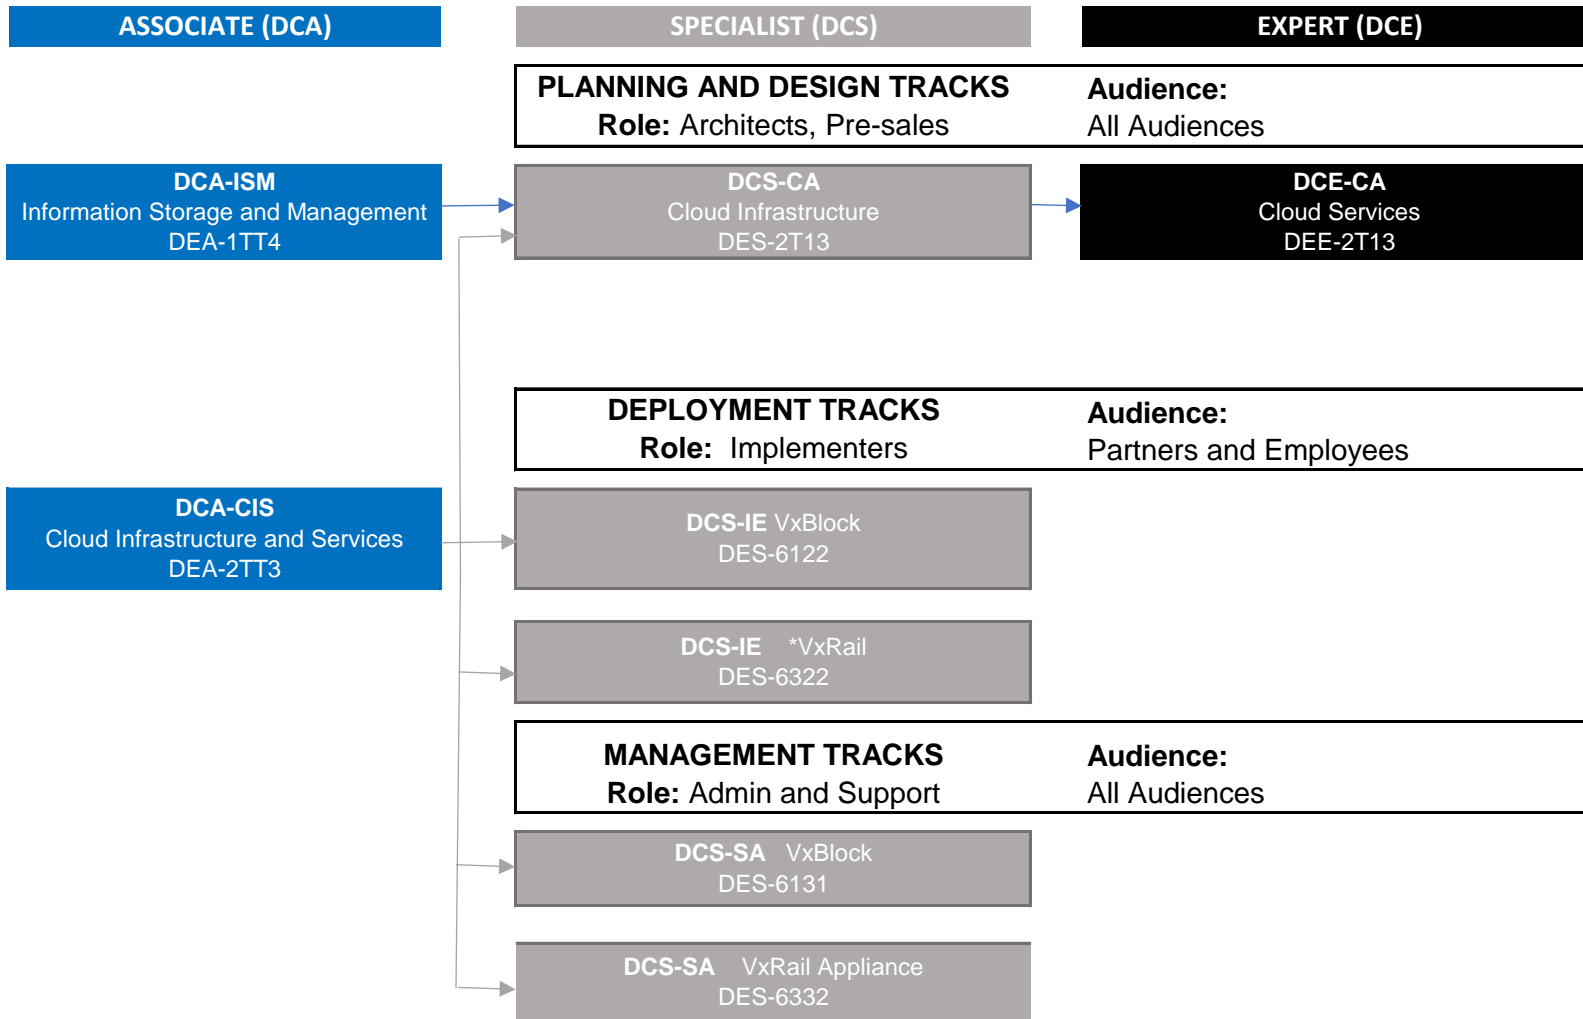 ASSOCIATE (DCA)
SPECIALIST (DCS)
EXPERT (DCE)
PLANNING AND DESIGN TRACKS
Role: Architects, Pre-sales
Audience:
All Audiences
DCA-ISM
Information Storage and Management
DEA-1TT4
DCS-CA
Cloud Infrastructure
DES-2T13
DCE-CA
Cloud Services
DEE-2T13
DEPLOYMENT TRACKS
Role: Implementers
Audience:
Partners and Employees
DCA-CIS
Cloud Infrastructure and Services
DEA-2TT3
DCS-IE VxBlock
DES-6122
DCS-IE *VxRail
DES-6322
MANAGEMENT TRACKS
Role: Admin and Support
Audience:
All Audiences
DCS-SA VxBlock
DES-6131
DCS-SA VxRail Appliance
DES-6332